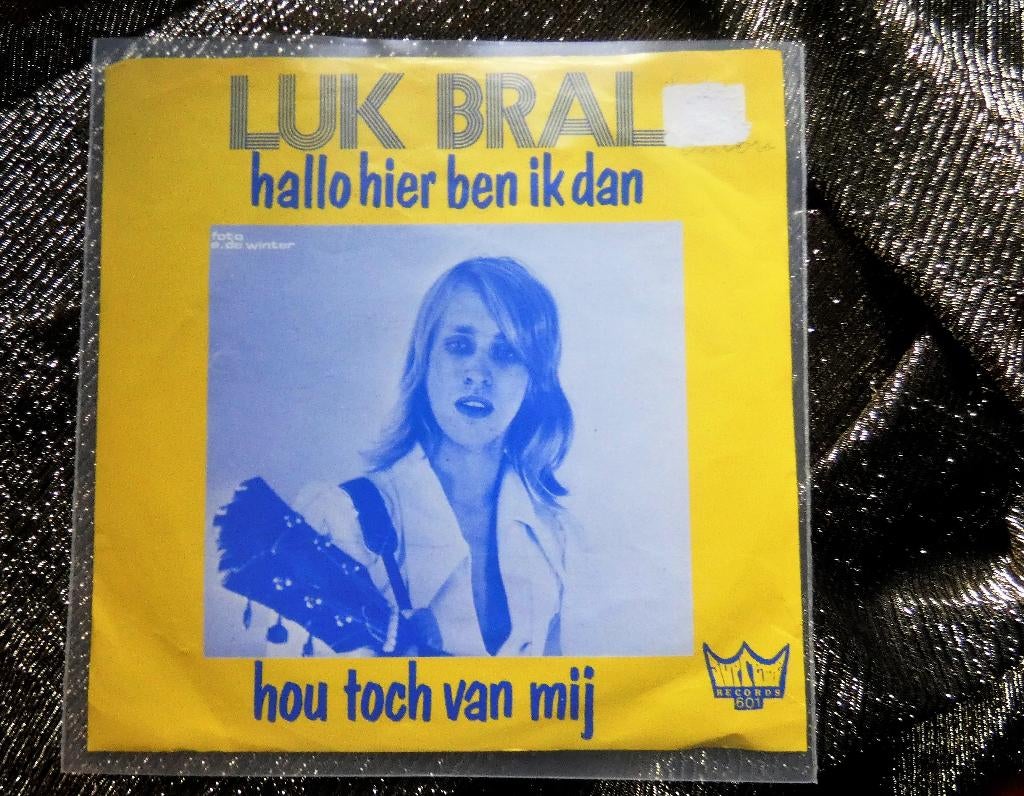 LUK BRAL
hallo hier ben ik dan
foto
e. de winter
hou toch van mij
RECORDS
601